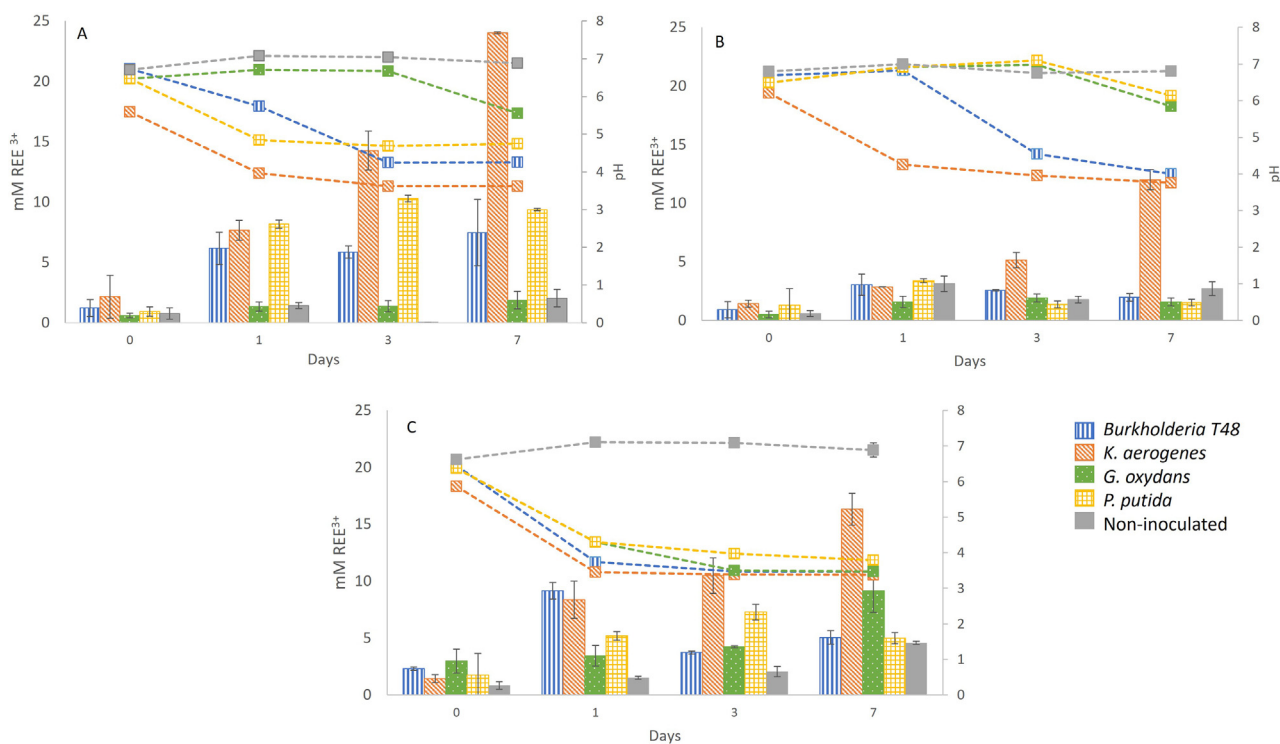 A
25
20
15
10
5
0
mM REE 3+
8
7
6
5
4
3
2
1
0
pH
0 1 3 7
Days
B
25
20
15
10
5
0
mM REE3+
8
7
6
5
4
3
2
1
0
pH
0 1 3 7
Days
C
25
20
15
10
5
0
mM REE3+
8
7
6
5
4
3
2
1
0
0 1 3 7
Days
Burkholderia T48
K. aerogenes
G. oxydans
P. putida
Non-inoculated